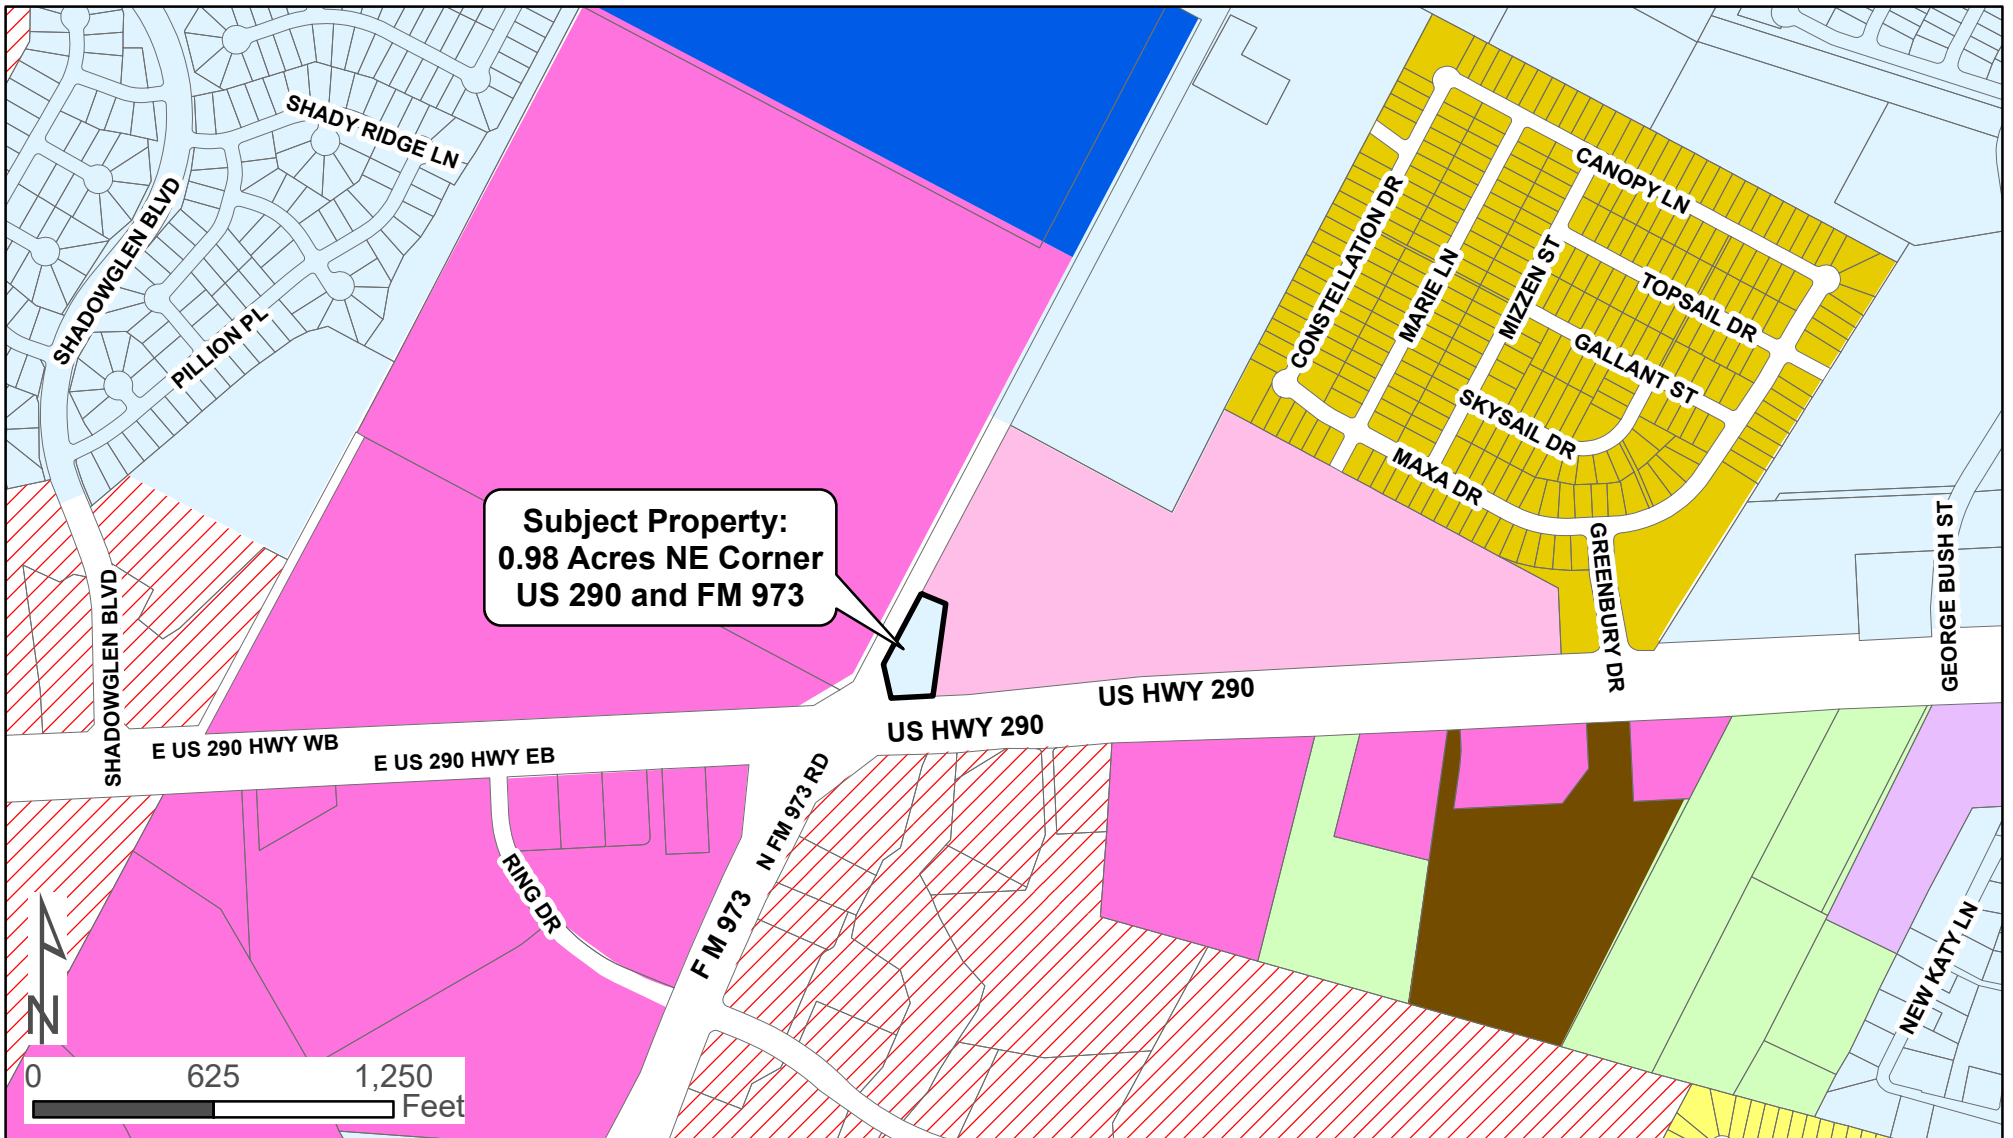 SHADY RIDGE LN
SHADOWGLEN BLVD
PILLION PL
CANOPY LN
CONSTELLATION DR
MARIE LN
MIZZEN ST
TOPSAIL DR
GALLANT ST
SKYSAIL DR
MAXA DR
GREENBURY DR
GEORGE BUSH ST
Subject Property:
0.98 Acres NE Corner
US 290 and FM 973
SHADOWGLEN BLVD
US HWY 290
US HWY 290
E US 290 HWY WB
E US 290 HWY EB
N FM 973 RD
RING DR
F M 973
NEW KATY LN
N
0 625 1,250
Feet